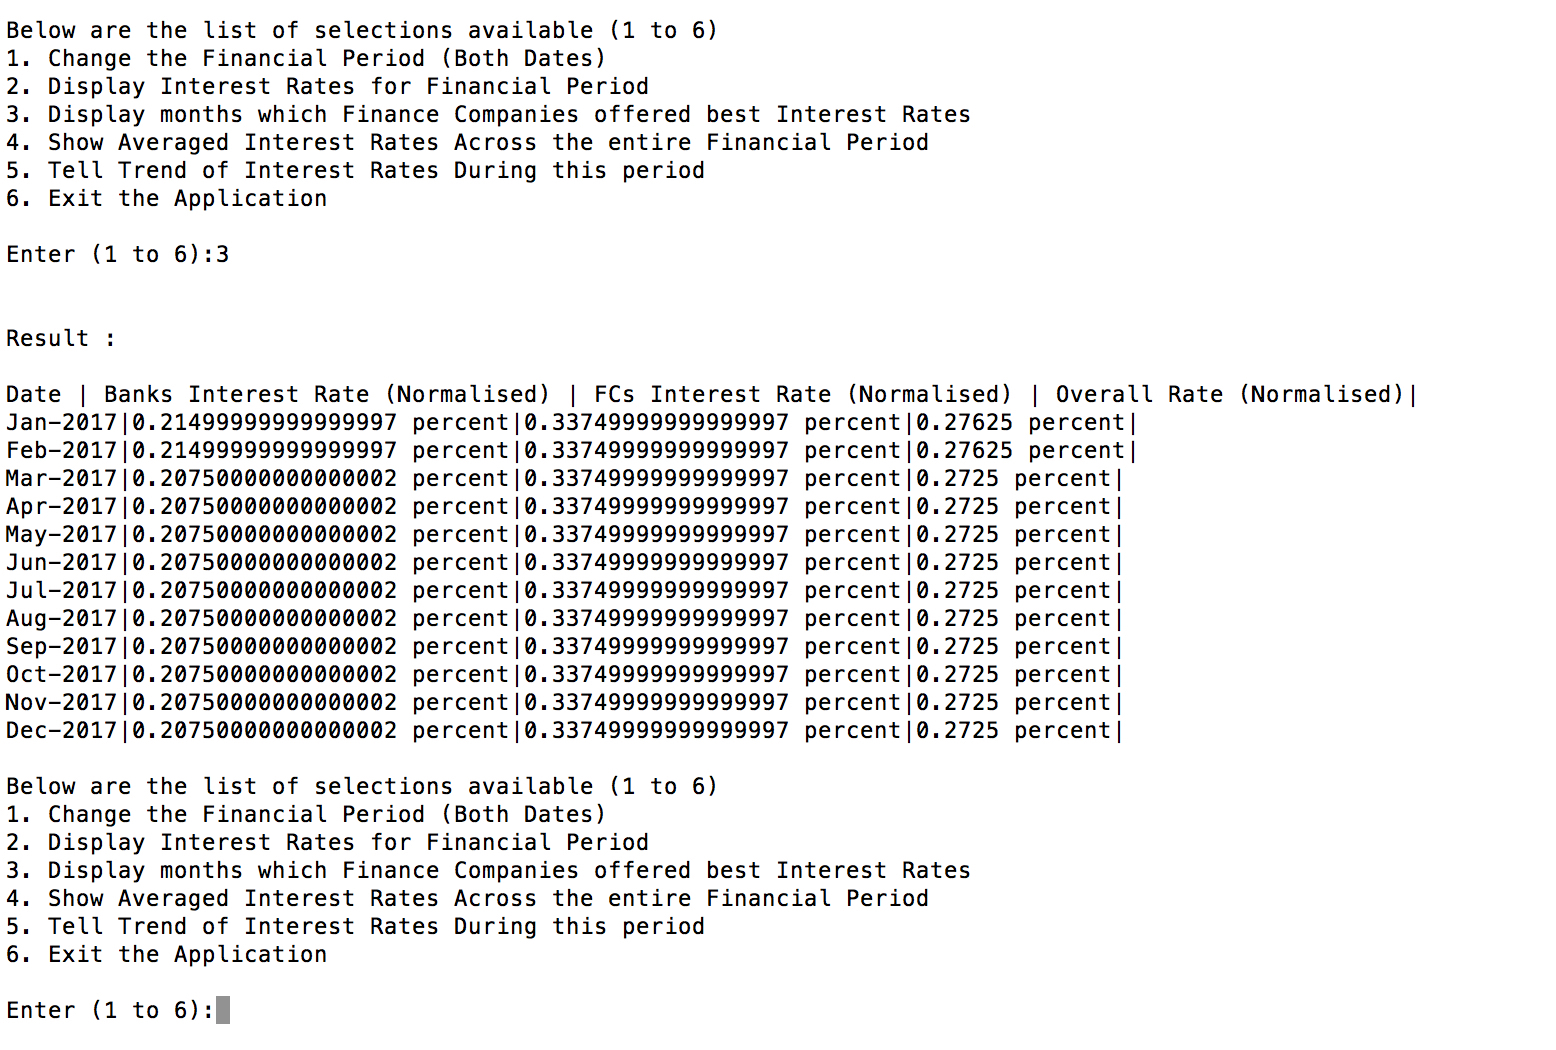 Below are the list of selections available (1 to 6)
1. Change the Financial Period (Both Dates)
2. Display Interest Rates for Financial Period
3. Display months which Finance Companies offered best Interest Rates
4. Show Averaged Interest Rates Across the entire Financial Period
5. Tell Trend of Interest Rates During this period
6. Exit the Application
Enter (1 to 6):3
Result :
Date | Banks Interest Rate (Normalised) | FCs Interest Rate (Normalised) | Overall Rate (Normalised)|
Jan-2017|0.21499999999999997 percent|0.33749999999999997 percent|0.27625 percent|
Feb-2017|0.21499999999999997 percent|0.33749999999999997 percent|0.27625 percent|
Mar-2017|0.20750000000000002 percent|0.33749999999999997 percent|0.2725 percent|
Apr-2017|0.20750000000000002 percent|0.33749999999999997 percent|0.2725 percent|
May-2017|0.20750000000000002 percent|0.33749999999999997 percent|0.2725 percent|
Jun-2017|0.20750000000000002 percent|0.33749999999999997 percent|0.2725 percent|
Jul-2017|0.20750000000000002 percent|0.33749999999999997 percent|0.2725 percent|
Aug-2017|0.20750000000000002 percent|0.33749999999999997 percent|0.2725 percent|
Sep-2017|0.20750000000000002 percent|0.33749999999999997 percent|0.2725 percent|
Oct-2017|0.20750000000000002 percent|0.33749999999999997 percent|0.2725 percent|
Nov-2017|0.20750000000000002 percent|0.33749999999999997 percent|0.2725 percent|
Dec-2017|0.20750000000000002 percent|0.33749999999999997 percent|0.2725 percent|
Below are the list of selections available (1 to 6)
1. Change the Financial Period (Both Dates)
2. Display Interest Rates for Financial Period
3. Display months which Finance Companies offered best Interest Rates
4. Show Averaged Interest Rates Across the entire Financial Period
5. Tell Trend of Interest Rates During this period
6. Exit the Application
Enter (1 to 6):